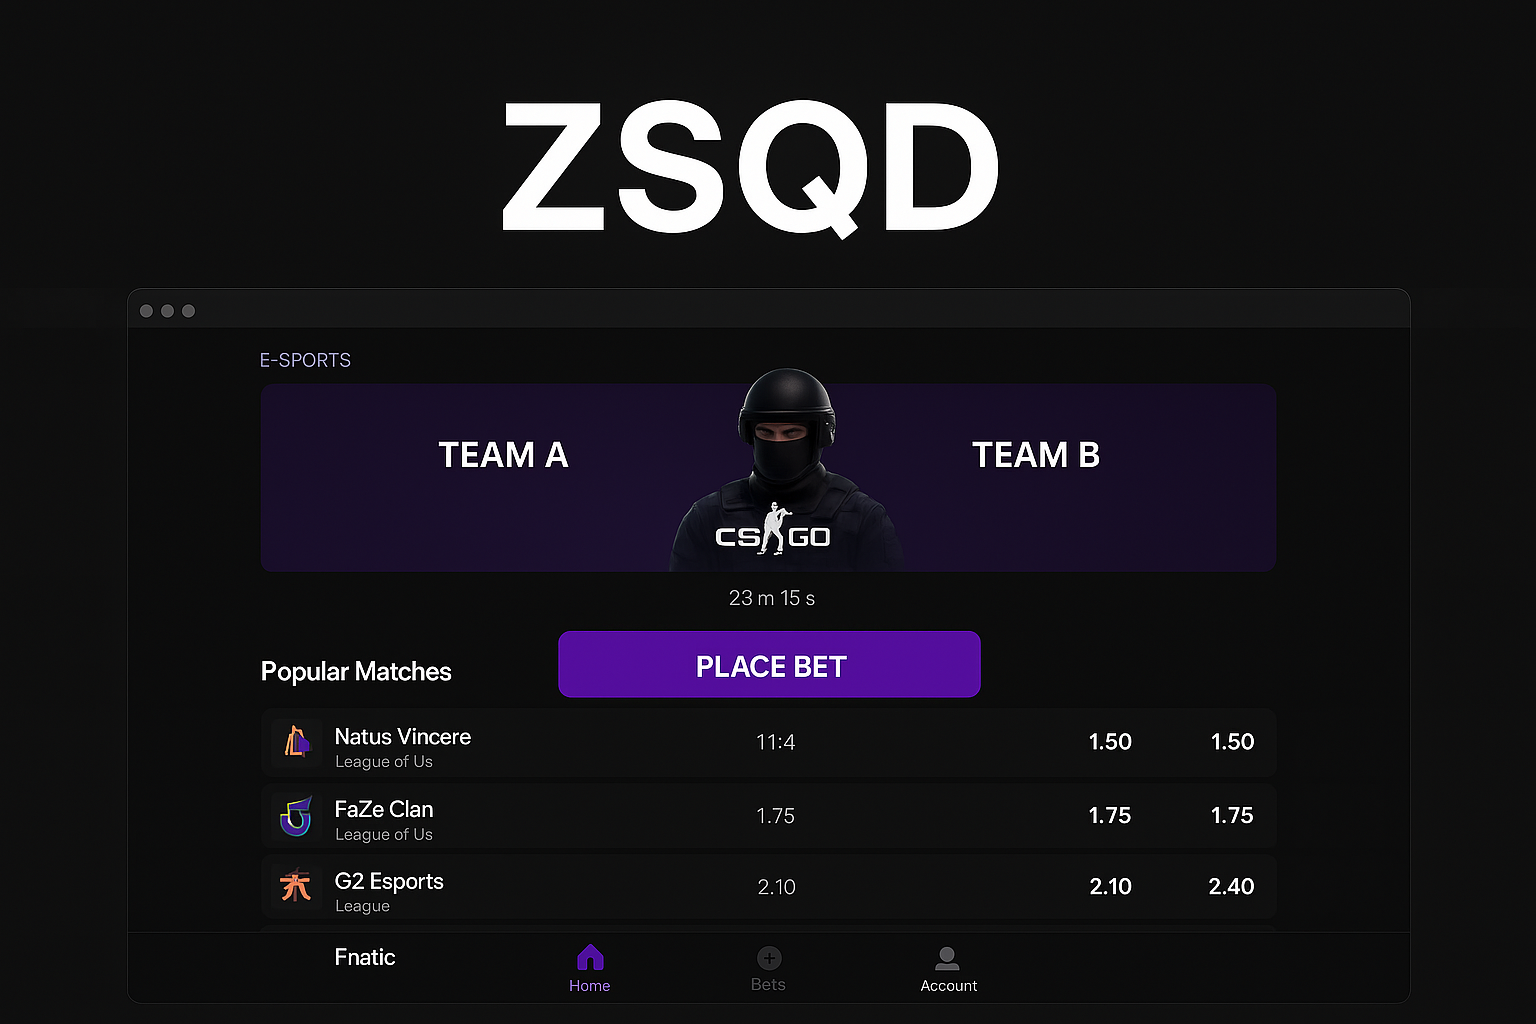 ZSQD
E-SPORTS
TEAM A
TEAM B
CS GO
23 m 15 s
Popular Matches
PLACE BET
Natus Vincere
League of Us
11:4
1.50
1.50
FaZe Clan
League of Us
1.75
1.75
1.75
G2 Esports
League
2.10
2.10
2.40
Fnatic
Home
Bets
Account